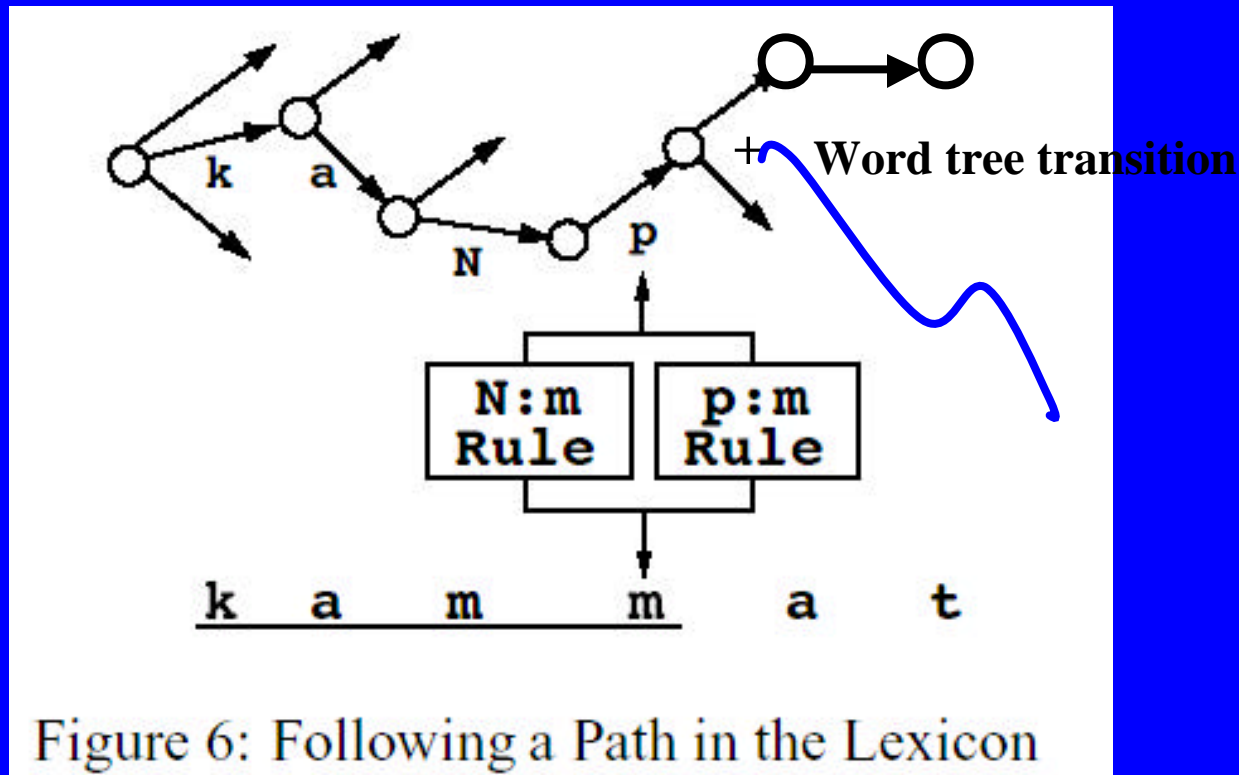 + Word tree transition
k a
N p
N:m p:m
Rule Rule
k a m m a t
Figure 6: Following a Path in the Lexicon